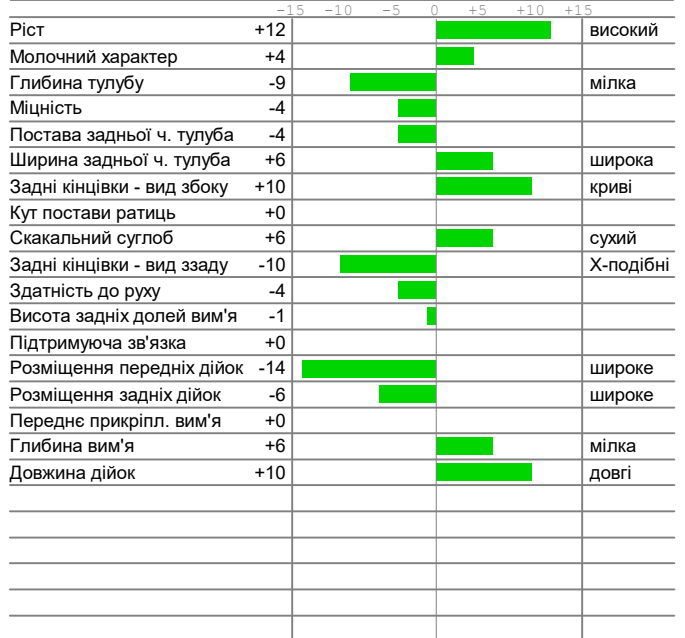 -15 -10 -5 0 +5 +10 +15
Ріст +12 високий
Молочний характер +4
Глибина тулубу -9 мілка
Міцність -4
Постава задньої ч. тулуба -4
Ширина задньої ч. тулуба +6 широка
Задні кінцівки - вид збоку +10 криві
Кут постави ратиць +0
Скакальний суглоб +6 сухий
Задні кінцівки - вид ззаду -10 Х-подібні
Здатність до руху -4
Висота задніх долей вим'я -1
Підтримуюча зв'язка +0
Розміщення передніх дійок -14 широке
Розміщення задніх дійок -6 широке
Переднє прикріпл. вим'я +0
Глибина вим'я +6 мілка
Довжина дійок +10 довгі